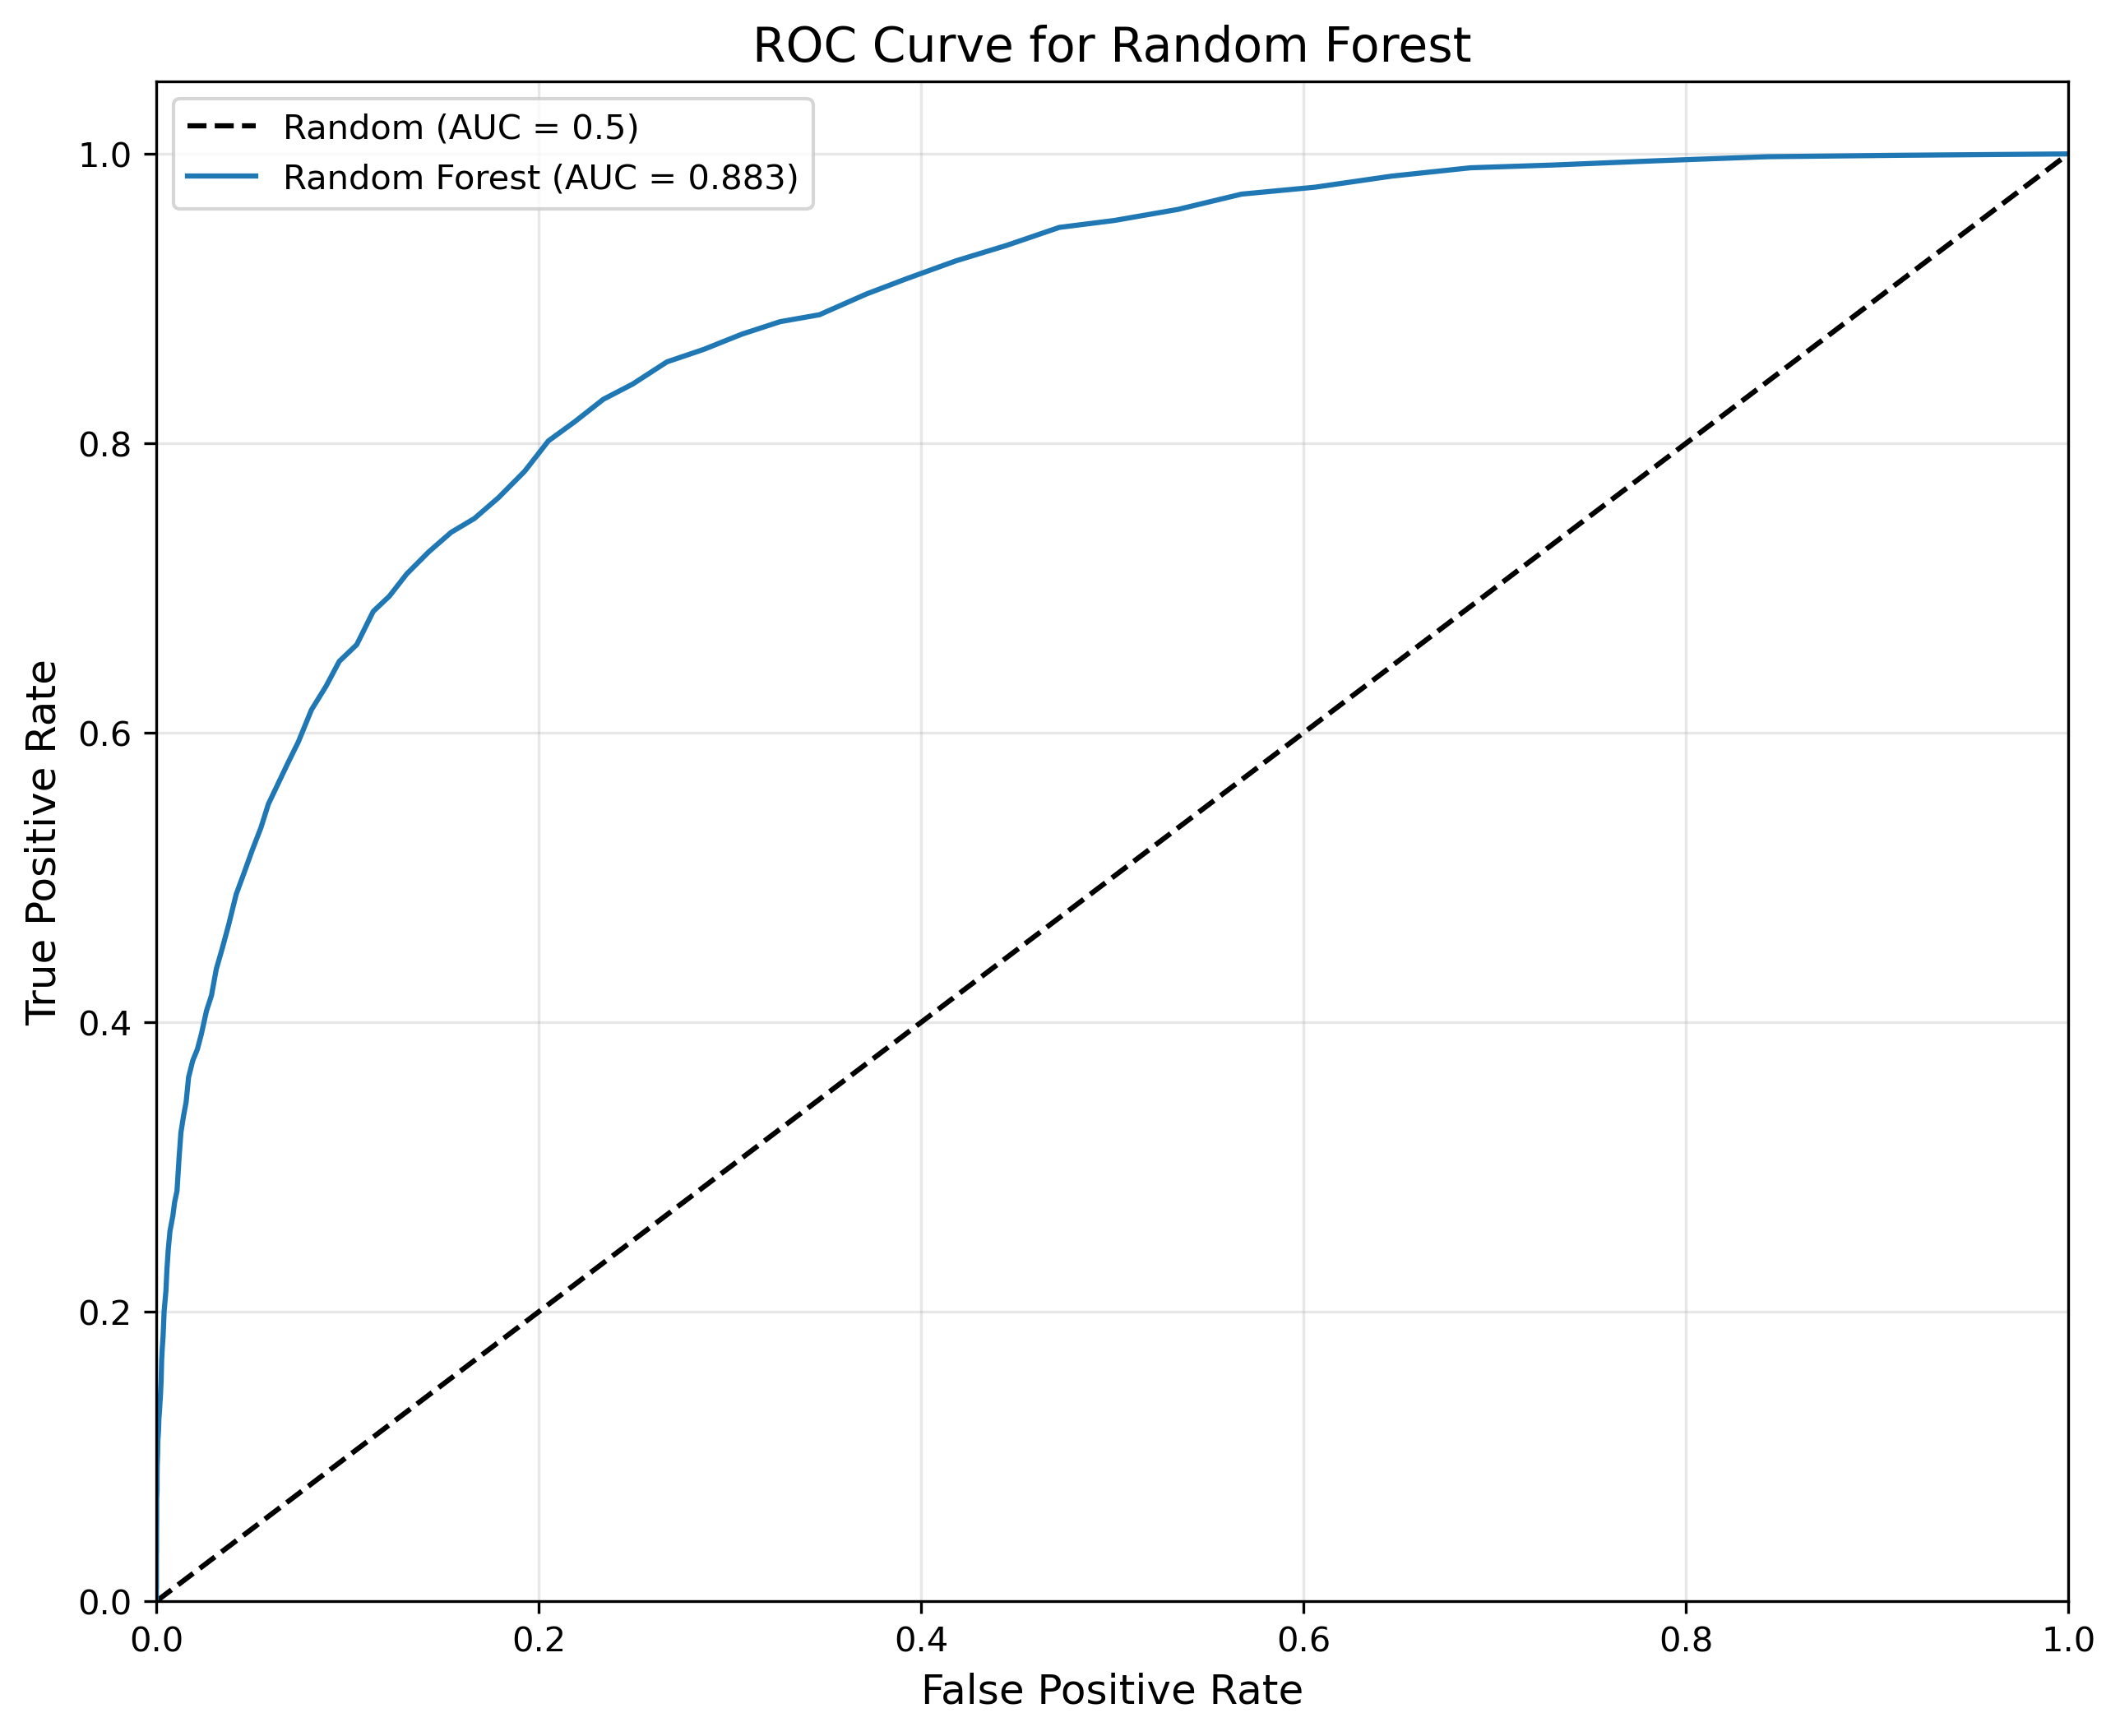 ROC Curve for Random Forest
Random (AUC = 0.5)
Random Forest (AUC = 0.883)
True Positive Rate
1.0
0.8
0.6
0.4
0.2
0.0
0.0 0.2 0.4 0.6 0.8 1.0
False Positive Rate